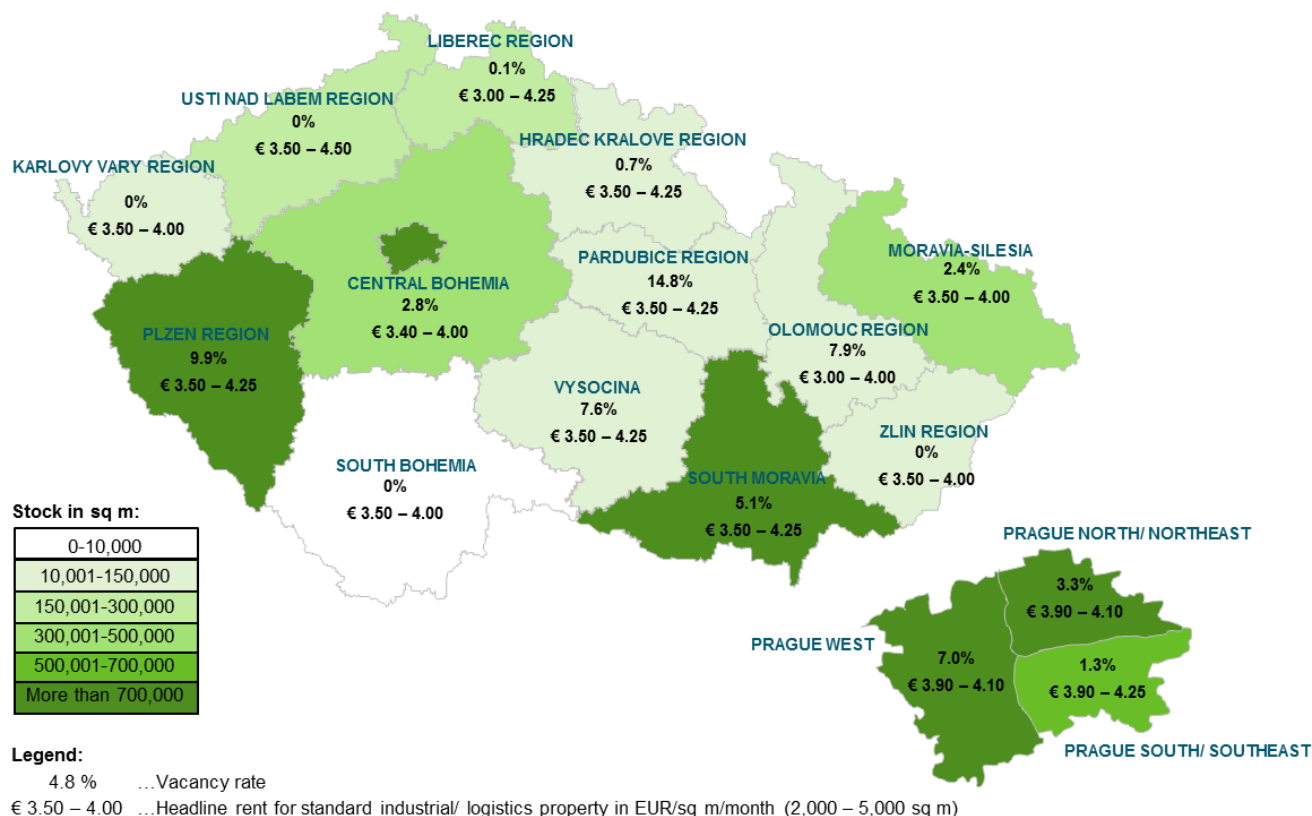 LIBEREC REGION
0.1%
€ 3.00 – 4.25
USTI NAD LABEM REGION
0%
€ 3.50 – 4.50
HRADEC KRALOVE REGION
0.7%
€ 3.50 – 4.25
KARLOVY VARY REGION
0%
€ 3.50 – 4.00
MORAVIA-SILESIA
2.4%
€ 3.50 – 4.00
PARDUBICE REGION
14.8%
€ 3.50 – 4.25
CENTRAL BOHEMIA
2.8%
€ 3.40 – 4.00
PLZEN REGION
9.9%
€ 3.50 – 4.25
OLOMOUC REGION
7.9%
€ 3.00 – 4.00
VYSOCINA
7.6%
€ 3.50 – 4.25
ZLIN REGION
0%
€ 3.50 – 4.00
SOUTH BOHEMIA
0%
€ 3.50 – 4.00
SOUTH MORAVIA
5.1%
€ 3.50 – 4.25
Stock in sq m:
0-10,000
10,001-150,000
150,001-300,000
300,001-500,000
500,001-700,000
More than 700,000
PRAGUE NORTH/ NORTHEAST
3.3%
€ 3.90 – 4.10
PRAGUE WEST
7.0%
€ 3.90 – 4.10
1.3%
€ 3.90 – 4.25
PRAGUE SOUTH/ SOUTHEAST
Legend:
4.8 % ...Vacancy rate
€ 3.50 – 4.00 ...Headline rent for standard industrial/ logistics property in EUR/sq m/month (2,000 – 5,000 sq m)